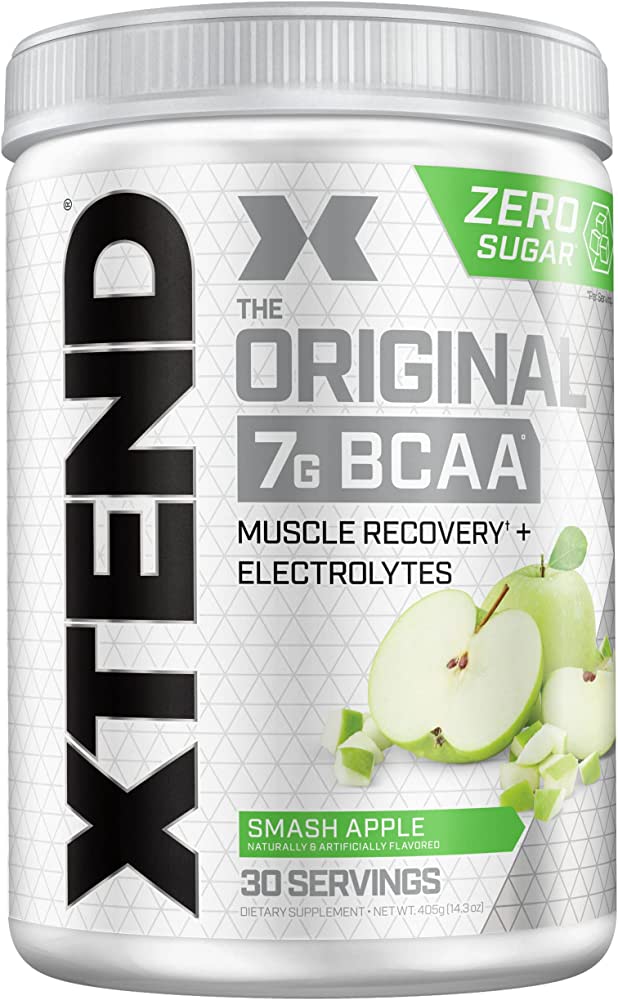 XTEND®
ZERO
SUGAR*
THE
ORIGINAL
7G BCAA°
MUSCLE RECOVERY† +
ELECTROLYTES
SMASH APPLE
NATURALLY & ARTIFICIALLY FLAVORED
30 SERVINGS
DIETARY SUPPLEMENT • NET WT. 405g (14.3 oz)